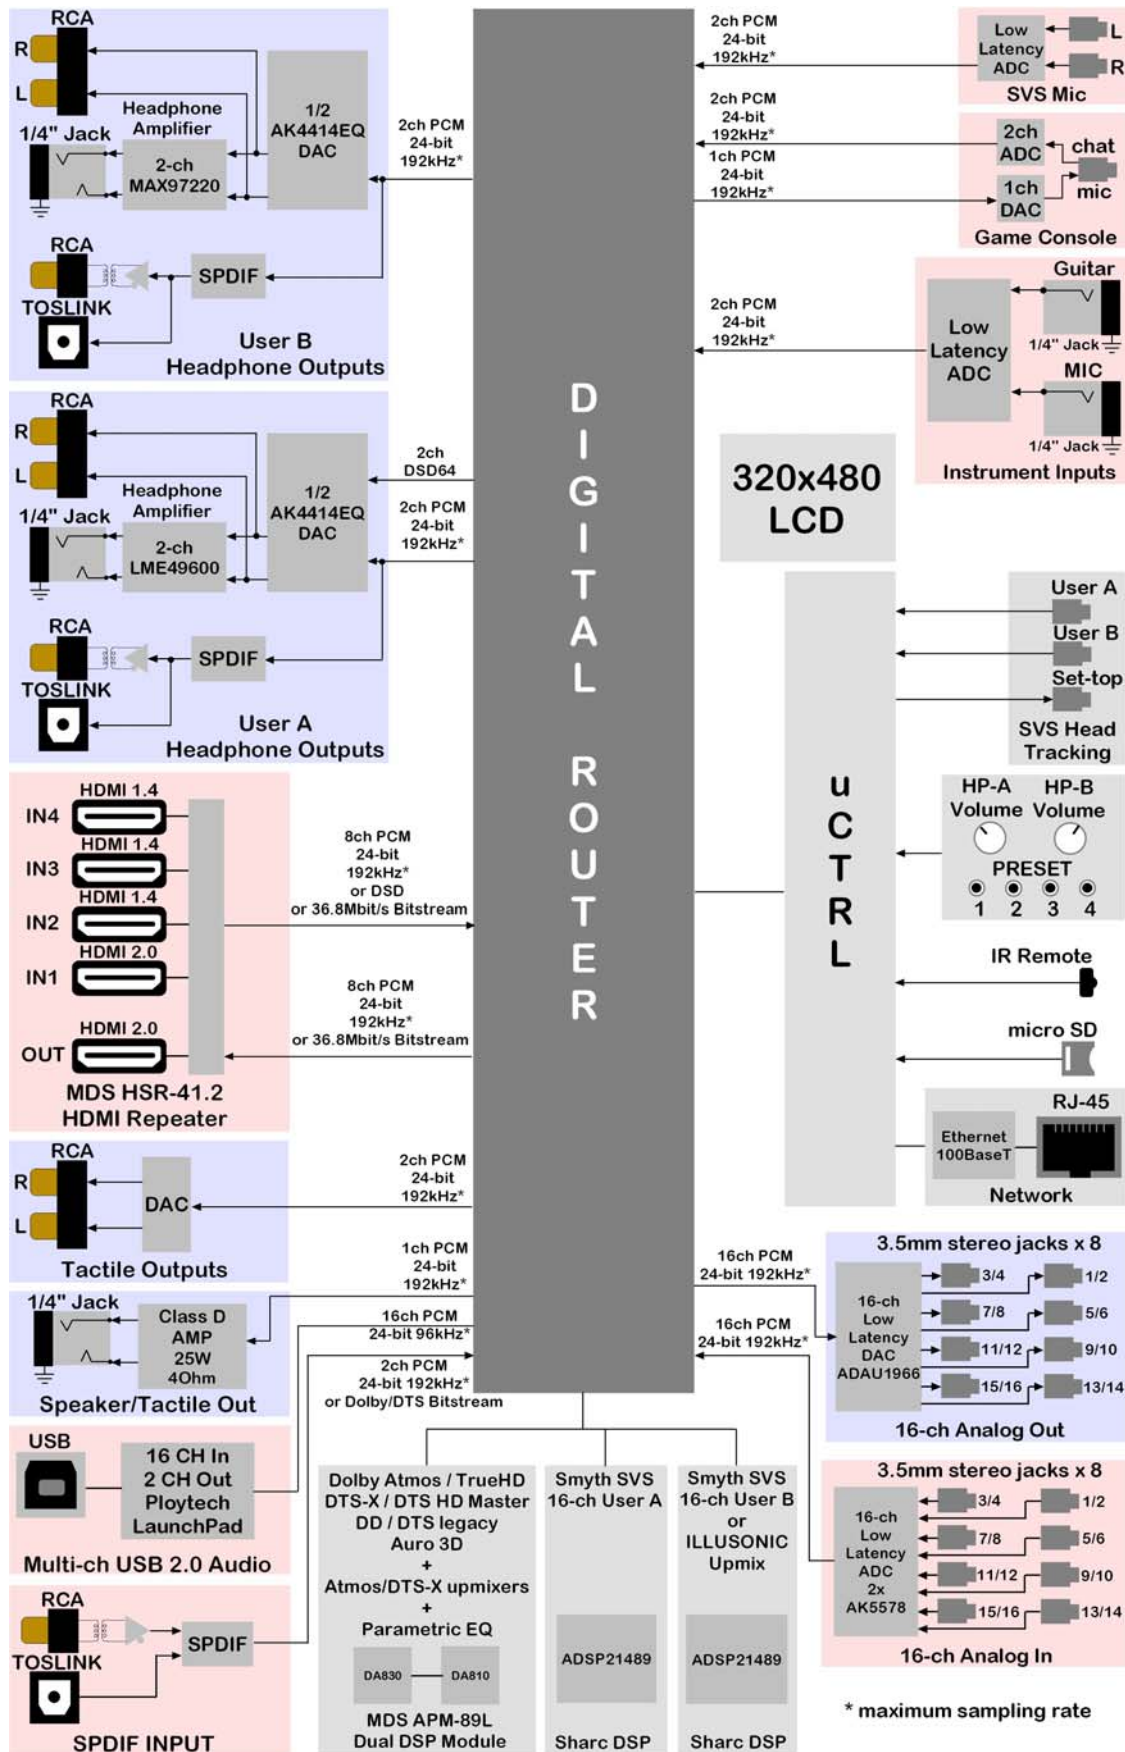 RCA
R
L
1/2
AK4414EQ
DAC
Headphone
Amplifier
1/4" Jack
2-ch
MAX97220
RCA
SPDIF
TOSLINK
User B
Headphone Outputs
2ch PCM
24-bit
192kHz*
RCA
R
L
1/2
AK4414EQ
DAC
Headphone
Amplifier
1/4" Jack
2-ch
LME49600
RCA
SPDIF
TOSLINK
User A
Headphone Outputs
2ch
DSD64
2ch PCM
24-bit
192kHz*
HDMI 1.4
IN4
HDMI 1.4
IN3
HDMI 1.4
IN2
HDMI 2.0
IN1
HDMI 2.0
OUT
MDS HSR-41.2
HDMI Repeater
8ch PCM
24-bit
192kHz*
or DSD
or 36.8Mbit/s Bitstream
8ch PCM
24-bit
192kHz*
or 36.8Mbit/s Bitstream
RCA
R
L
DAC
Tactile Outputs
2ch PCM
24-bit
192kHz*
1/4" Jack
Class D
AMP
25W
4Ohm
Speaker/Tactile Out
1ch PCM
24-bit
192kHz*
16ch PCM
24-bit 96kHz*
2ch PCM
24-bit 192kHz*
or Dolby/DTS Bitstream
USB
16 CH In
2 CH Out
Ploytech
LaunchPad
Multi-ch USB 2.0 Audio
RCA
SPDIF
TOSLINK
SPDIF INPUT
DIGITAL ROUTER
Dolby Atmos / TrueHD
DTS-X / DTS HD Master
DD / DTS legacy
Auro 3D
+
Atmos/DTS-X upmixers
+
Parametric EQ
DA830
DA810
MDS APM-89L
Dual DSP Module
Smyth SVS
16-ch User A
ADSP21489
Sharc DSP
Smyth SVS
16-ch User B
or
ILLUSONIC
Upmix
ADSP21489
Sharc DSP
2ch PCM
24-bit
192kHz*
Low
Latency
ADC
L
R
SVS Mic
2ch PCM
24-bit
192kHz*
1ch PCM
24-bit
192kHz*
2ch
ADC
1ch
DAC
chat
mic
Game Console
2ch PCM
24-bit
192kHz*
Low
Latency
ADC
Guitar
1/4" Jack
MIC
1/4" Jack
Instrument Inputs
320x480
LCD
uCTRL
User A
User B
Set-top
SVS Head
Tracking
HP-A
Volume
HP-B
Volume
PRESET
1 2 3 4
IR Remote
micro SD
RJ-45
Ethernet
100BaseT
Network
16ch PCM
24-bit 192kHz*
16ch PCM
24-bit 192kHz*
3.5mm stereo jacks x 8
16-ch
Low
Latency
DAC
ADAU1966
3/4
1/2
7/8
5/6
11/12
9/10
15/16
13/14
16-ch Analog Out
3.5mm stereo jacks x 8
16-ch
Low
Latency
ADC
2x
AK5578
3/4
1/2
7/8
5/6
11/12
9/10
15/16
13/14
16-ch Analog In
* maximum sampling rate